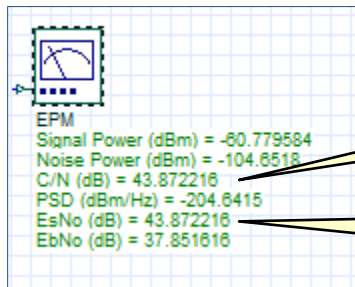 EPM
Signal Power (dBm) = -60.779584
Noise Power (dBm) = -104.6518
C/N (dB) = 43.872216
PSD (dBm/Hz) = -204.6415
EsNo (dB) = 43.872216
EbNo (dB) = 37.851616